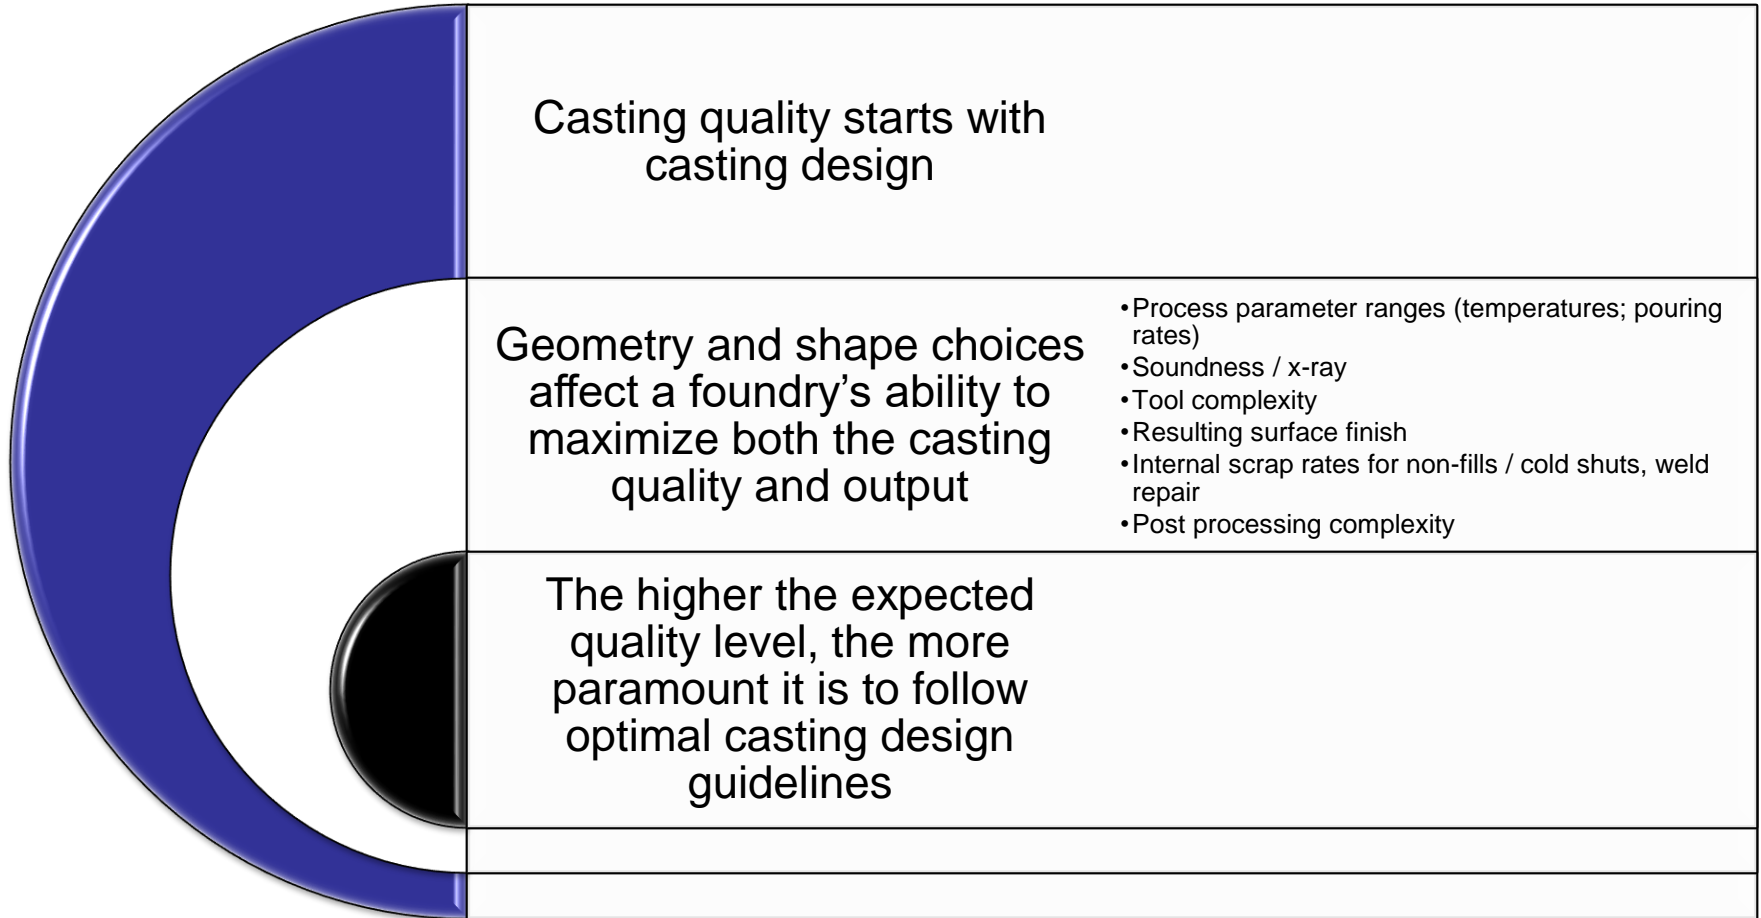 Casting quality starts with
casting design
Geometry and shape choices
affect a foundry’s ability to
maximize both the casting
quality and output
•Process parameter ranges (temperatures; pouring
rates)
•Soundness / x-ray
•Tool complexity
•Resulting surface finish
•Internal scrap rates for non-fills / cold shuts, weld
repair
•Post processing complexity
The higher the expected
quality level, the more
paramount it is to follow
optimal casting design
guidelines